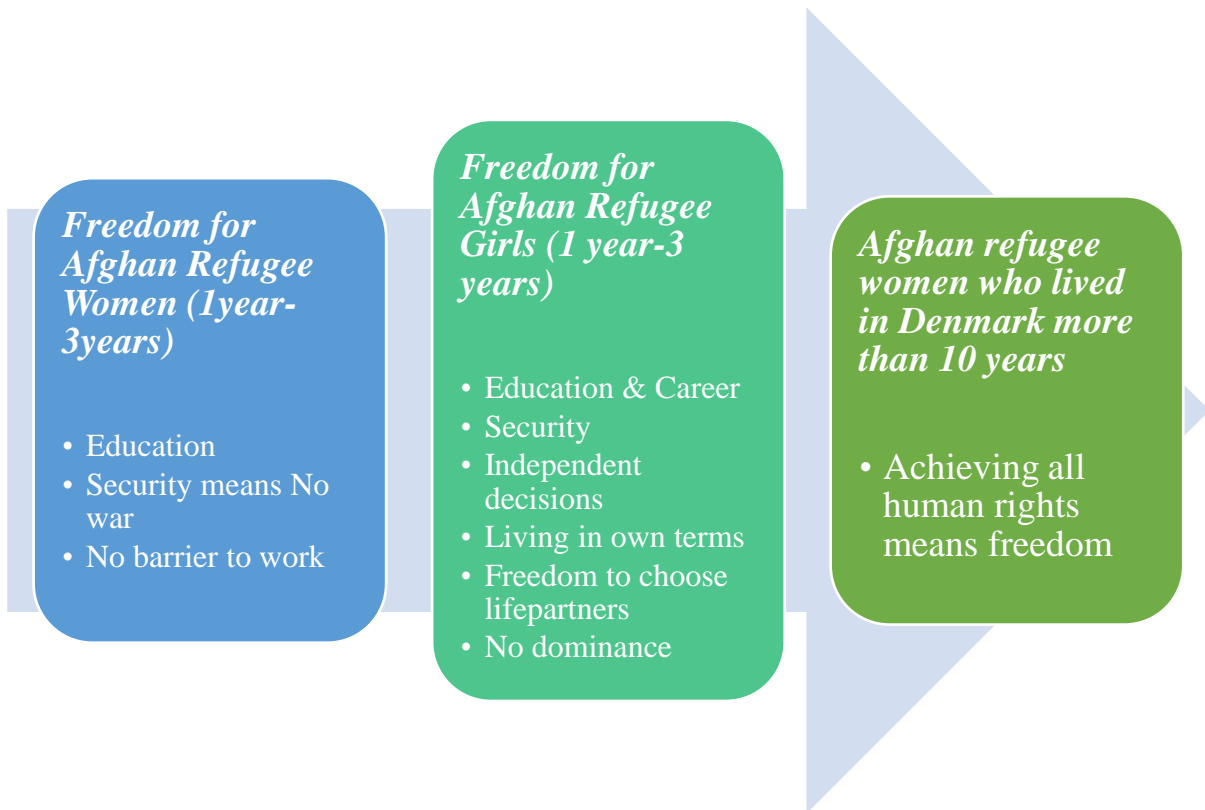 Freedom for
Afghan Refugee
Women (1year-
3years)
• Education
• Security means No
war
• No barrier to work
Freedom for
Afghan Refugee
Girls (1 year-3
years)
• Education & Career
• Security
• Independent
decisions
• Living in own terms
• Freedom to choose
lifepartners
• No dominance
Afghan refugee
women who lived
in Denmark more
than 10 years
• Achieving all
human rights
means freedom